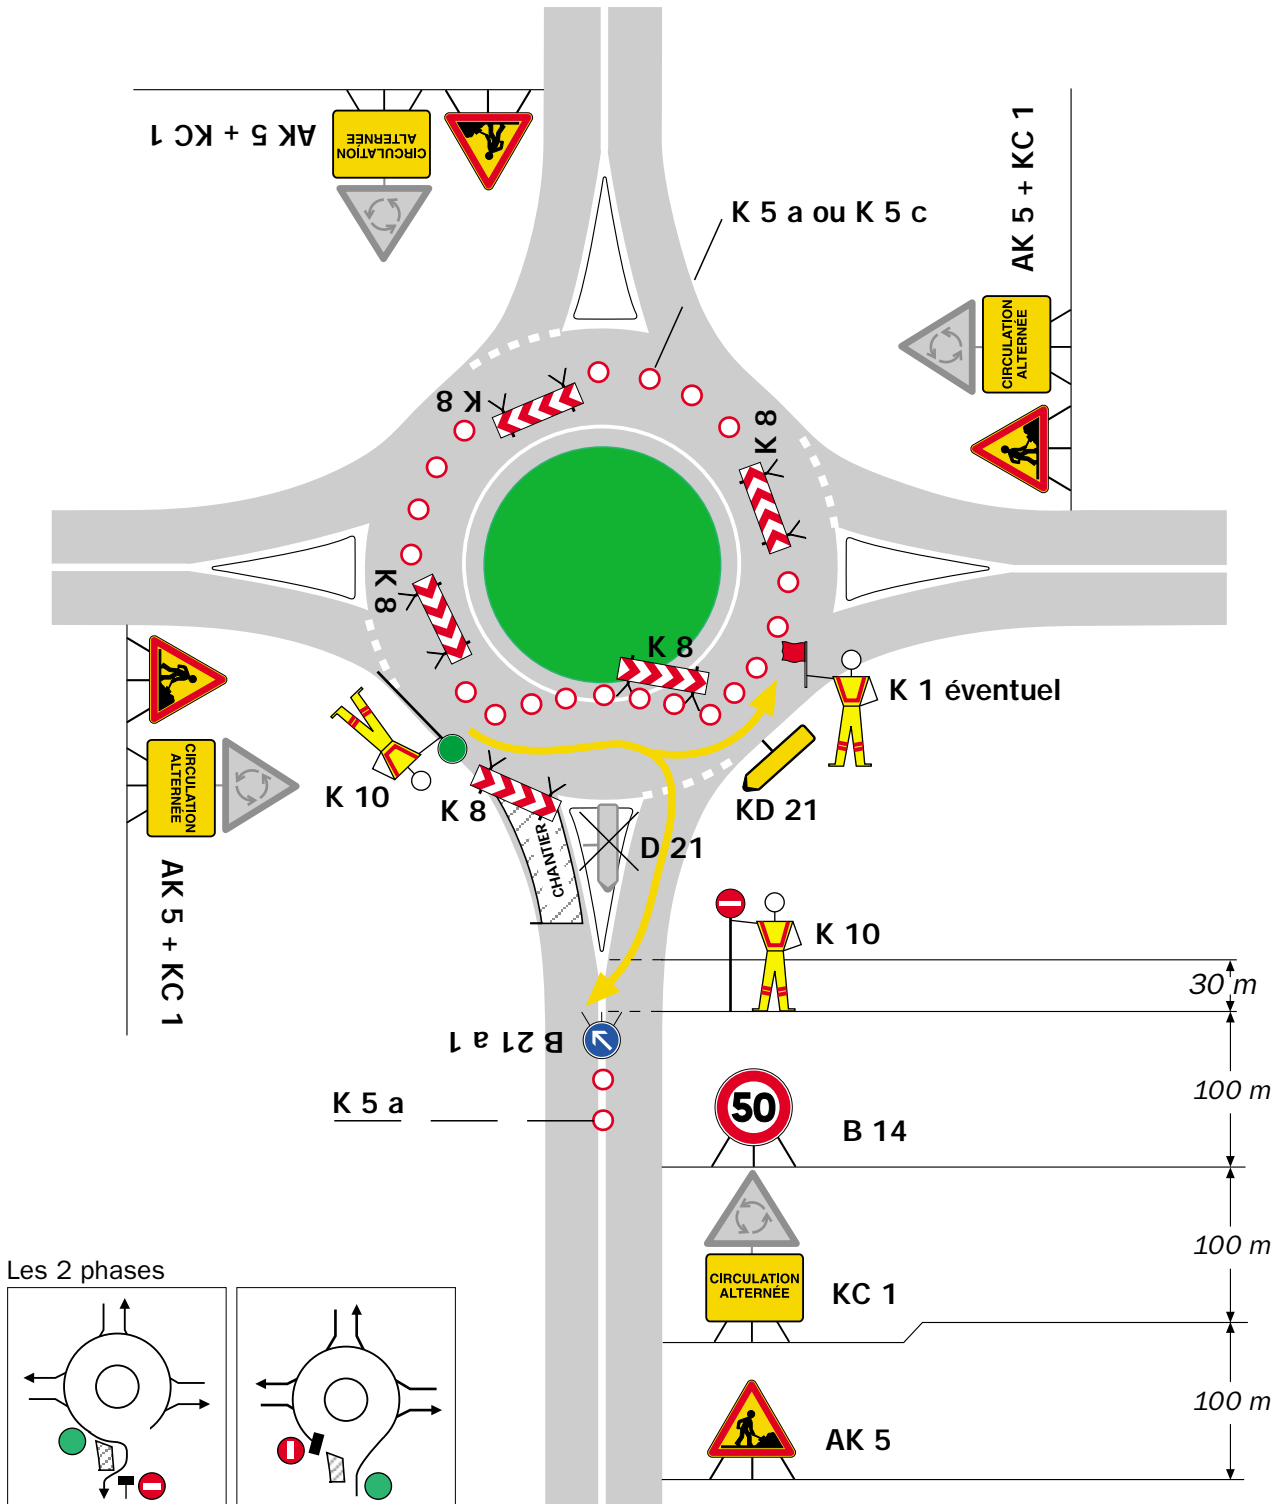 AK 5 + KC 1
CIRCULATION
ALTERNÉE
K 5 a ou K 5 c
AK 5 + KC 1
CIRCULATION
ALTERNÉE
K 8
K 8
K 8
K 8
K 1 éventuel
CIRCULATION
ALTERNÉE
AK 5 + KC 1
K 10
K 8
CHANTIER
D 21
KD 21
K 10
30 m
B 21 a 1
100 m
K 5 a
50
B 14
100 m
CIRCULATION
ALTERNÉE
KC 1
100 m
AK 5
Les 2 phases